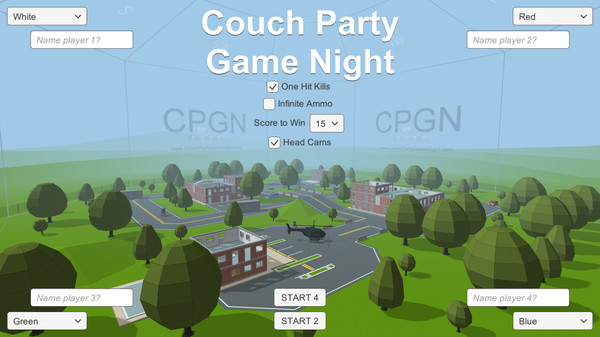 White
Red
Couch Party
Game Night
Name player 1?
Name player 2?
One Hit Kills
Infinite Ammo
Score to Win 15
Head Cams
CPGN
CPGN
Name player 3?
START 4
Name player 4?
Green
START 2
Blue